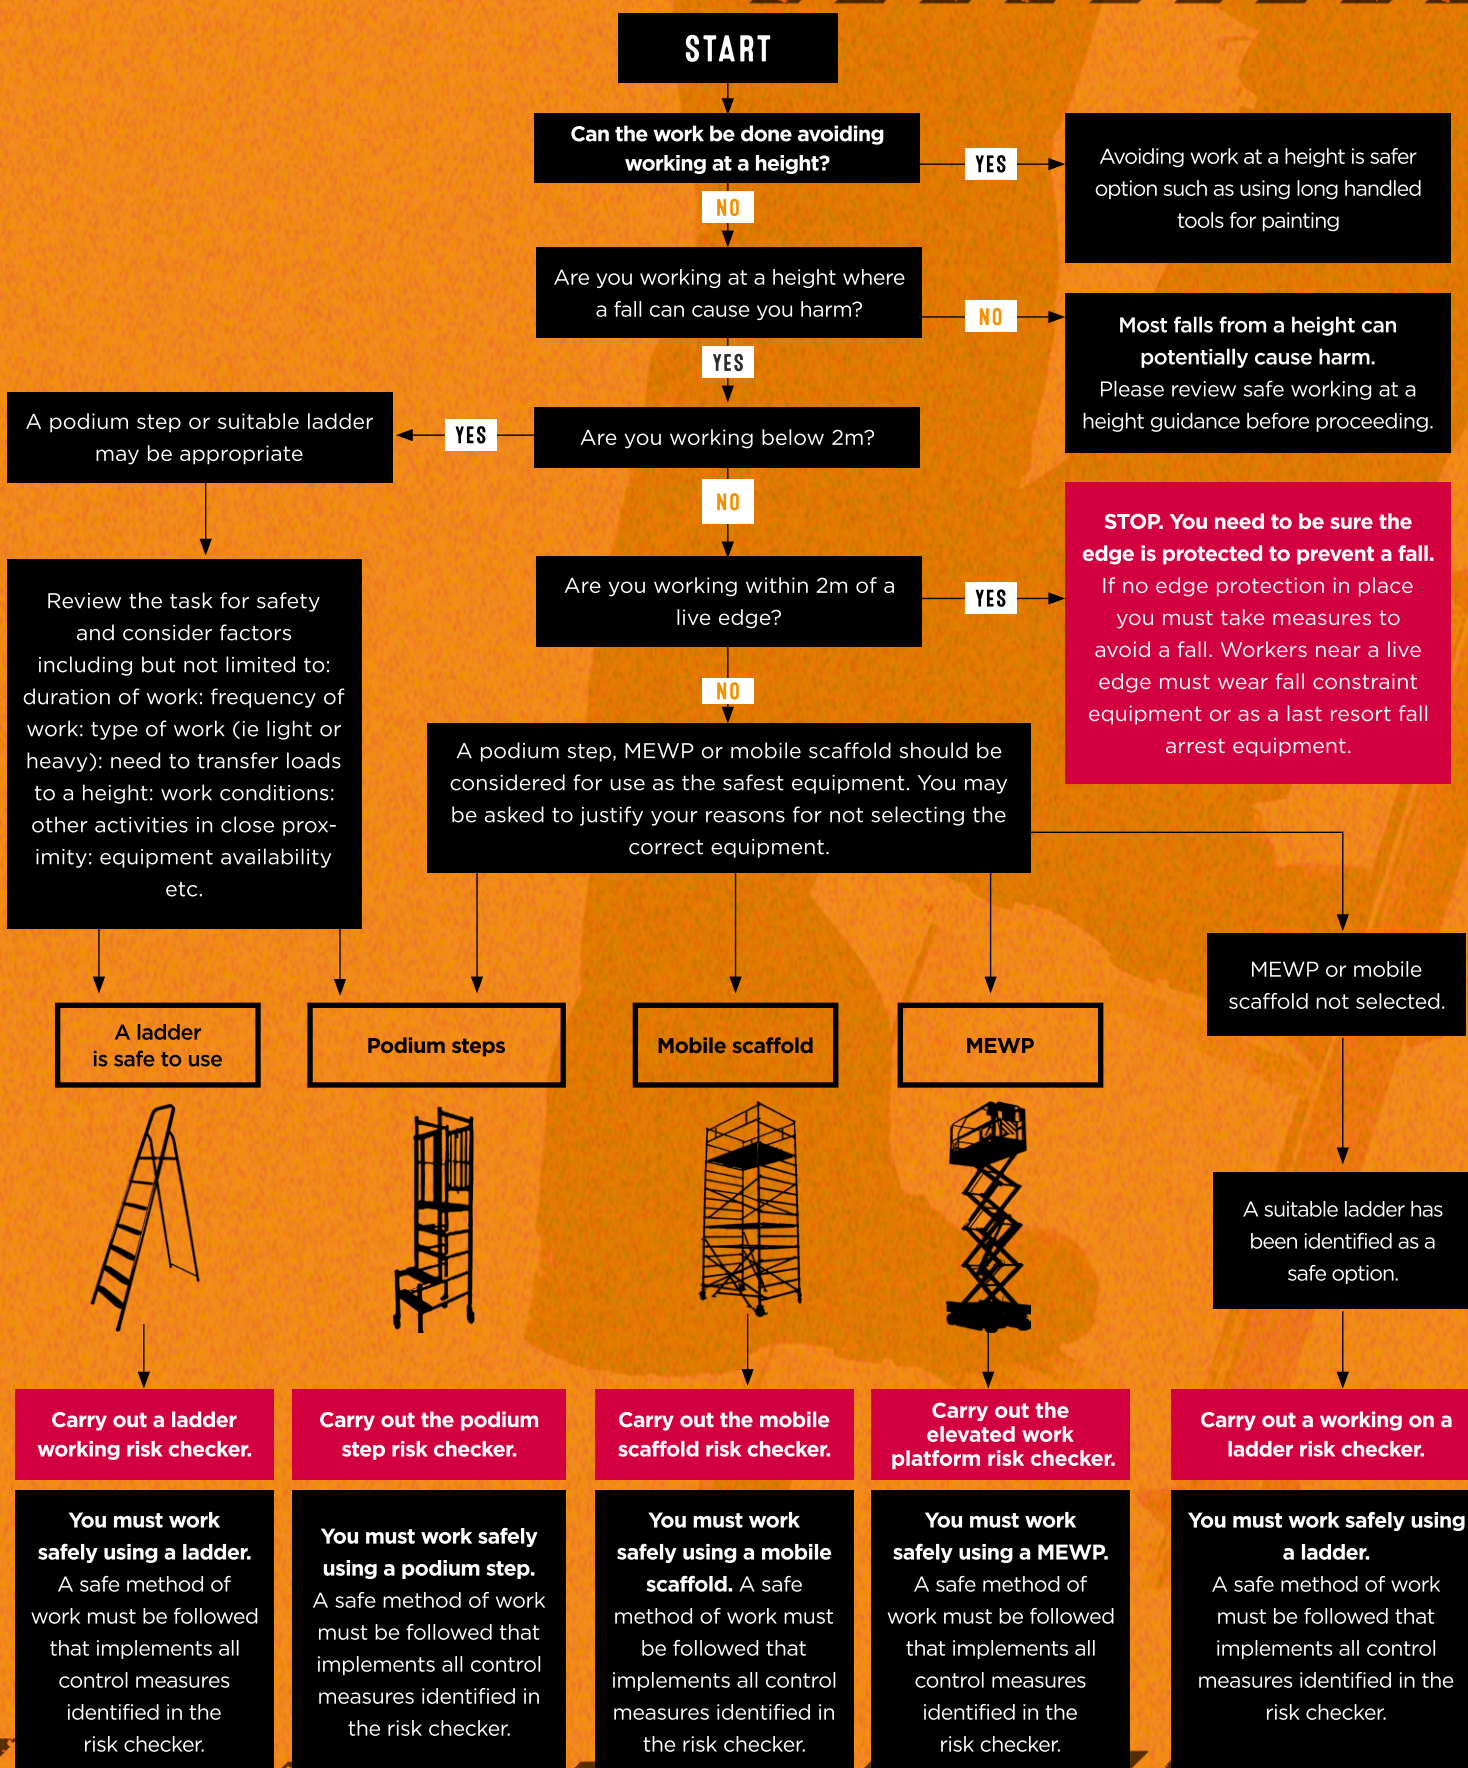 START
Can the work be done avoiding
working at a height?
YES
Avoiding work at a height is safer
option such as using long handled
tools for painting
NO
Are you working at a height where
a fall can cause you harm?
NO
Most falls from a height can
potentially cause harm.
Please review safe working at a
height guidance before proceeding.
YES
Are you working below 2m?
YES
A podium step or suitable ladder
may be appropriate
NO
Are you working within 2m of a
live edge?
YES
STOP. You need to be sure the
edge is protected to prevent a fall.
If no edge protection in place
you must take measures to
avoid a fall. Workers near a live
edge must wear fall constraint
equipment or as a last resort fall
arrest equipment.
Review the task for safety
and consider factors
including but not limited to:
duration of work: frequency of
work: type of work (ie light or
heavy): need to transfer loads
to a height: work conditions:
other activities in close prox-
imity: equipment availability
etc.
NO
A podium step, MEWP or mobile scaffold should be
considered for use as the safest equipment. You may
be asked to justify your reasons for not selecting the
correct equipment.
MEWP or mobile
scaffold not selected.
A ladder
is safe to use
Podium steps
Mobile scaffold
MEWP
A suitable ladder has
been identified as a
safe option.
Carry out a ladder
working risk checker.
Carry out the podium
step risk checker.
Carry out the mobile
scaffold risk checker.
Carry out the
elevated work
platform risk checker.
Carry out a working on a
ladder risk checker.
You must work
safely using a ladder.
A safe method of
work must be followed
that implements all
control measures
identified in the
risk checker.
You must work safely
using a podium step.
A safe method of work
must be followed that
implements all control
measures identified in
the risk checker.
You must work
safely using a mobile
scaffold. A safe
method of work must
be followed that
implements all control
measures identified in
the risk checker.
You must work
safely using a MEWP.
A safe method of
work must be followed
that implements all
control measures
identified in the
risk checker.
You must work safely using
a ladder.
A safe method of work
must be followed that
implements all control
measures identified in the
risk checker.